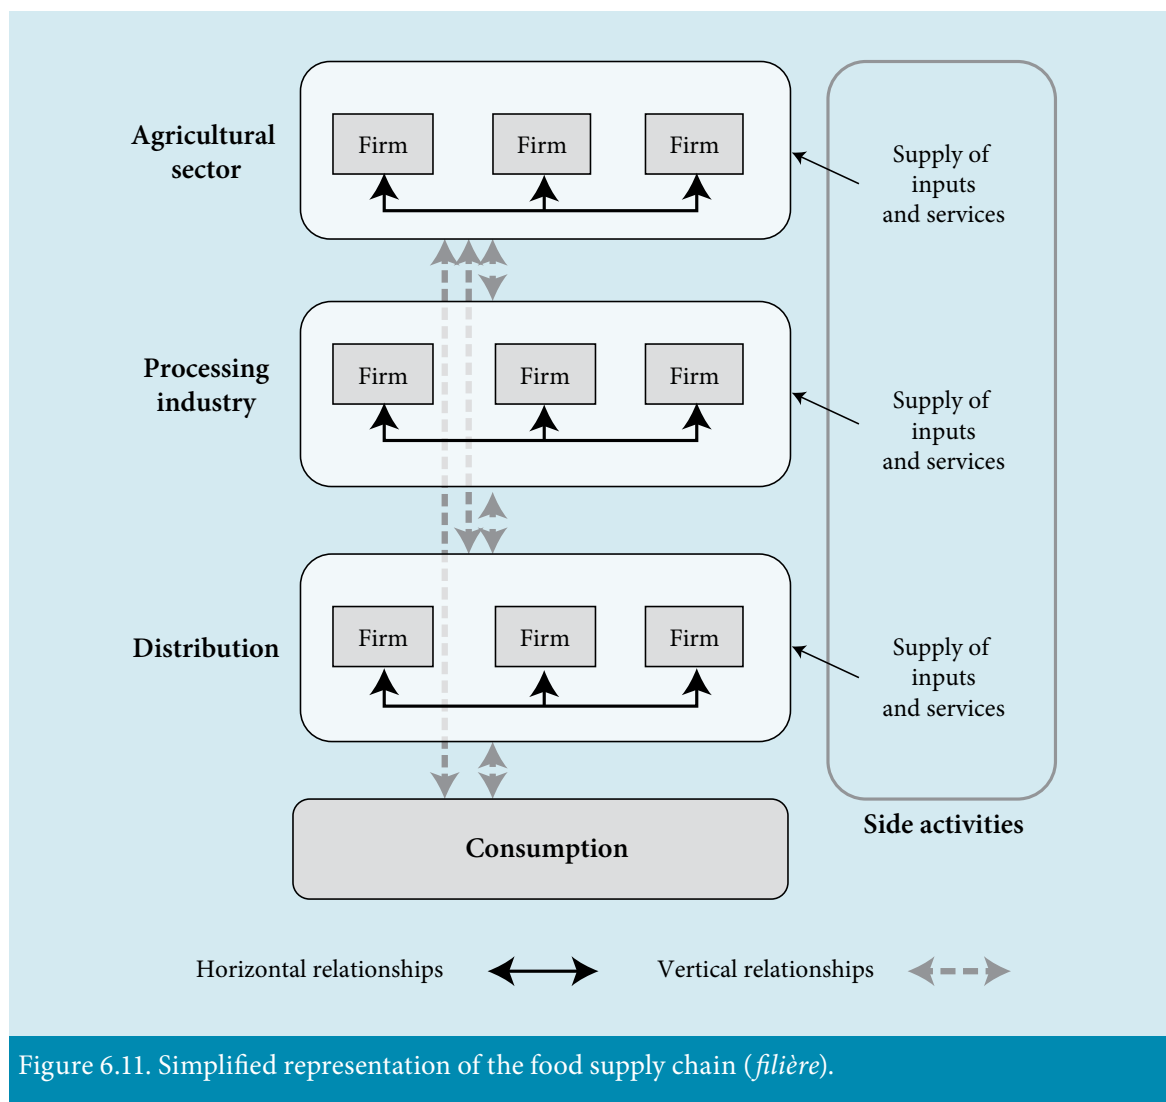 Agricultural
sector
Firm
Firm
Firm
Supply of
inputs
and services
Processing
industry
Firm
Firm
Firm
Supply of
inputs
and services
Distribution
Firm
Firm
Firm
Supply of
inputs
and services
Side activities
Consumption
Horizontal relationships
Vertical relationships
Figure 6.11. Simplified representation of the food supply chain (filière).